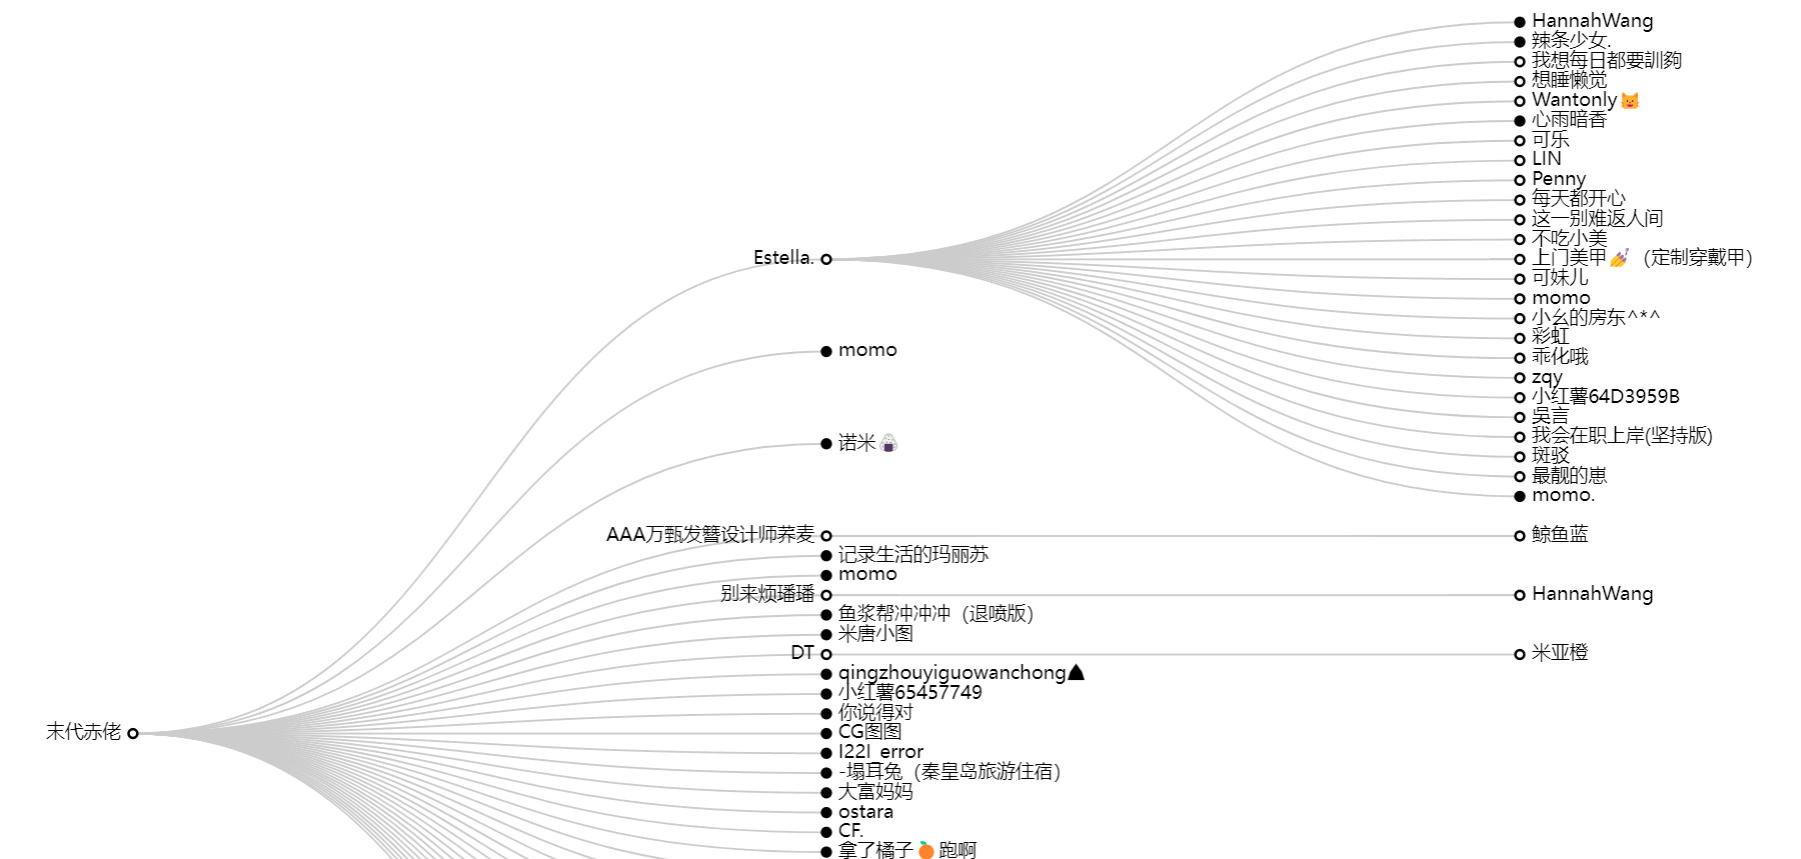 HannahWang
辣条少女.
我想每日都要訓夠
想睡懒觉
Wantonly🐱
心雨暗香
可乐
LIN
Penny
每天都开心
这一别难返人间
不吃小美
Estella.
上门美甲💅（定制穿戴甲）
可妹儿
momo
小幺的房东^*^
彩虹
momo
乖化哦
zqy
小红薯64D3959B
吳言
我会在职上岸(坚持版)
诺米🍙
斑驳
最靓的崽
momo.
AAA万甄发簪设计师荞麦
鲸鱼蓝
记录生活的玛丽苏
momo
别来烦璠璠
HannahWang
鱼浆帮冲冲冲（退喷版）
米唐小图
DT
米亚橙
qingzhouyiguowanchong▲
小红薯65457749
你说得对
末代赤佬
CG图图
I22I_error
-塌耳兔（秦皇岛旅游住宿）
大富妈妈
ostara
CF.
拿了橘子🍊跑啊